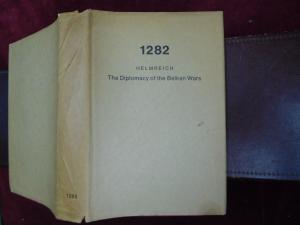 1282
HELMREICH
The Diplomacy of the Balkan Wars
1282